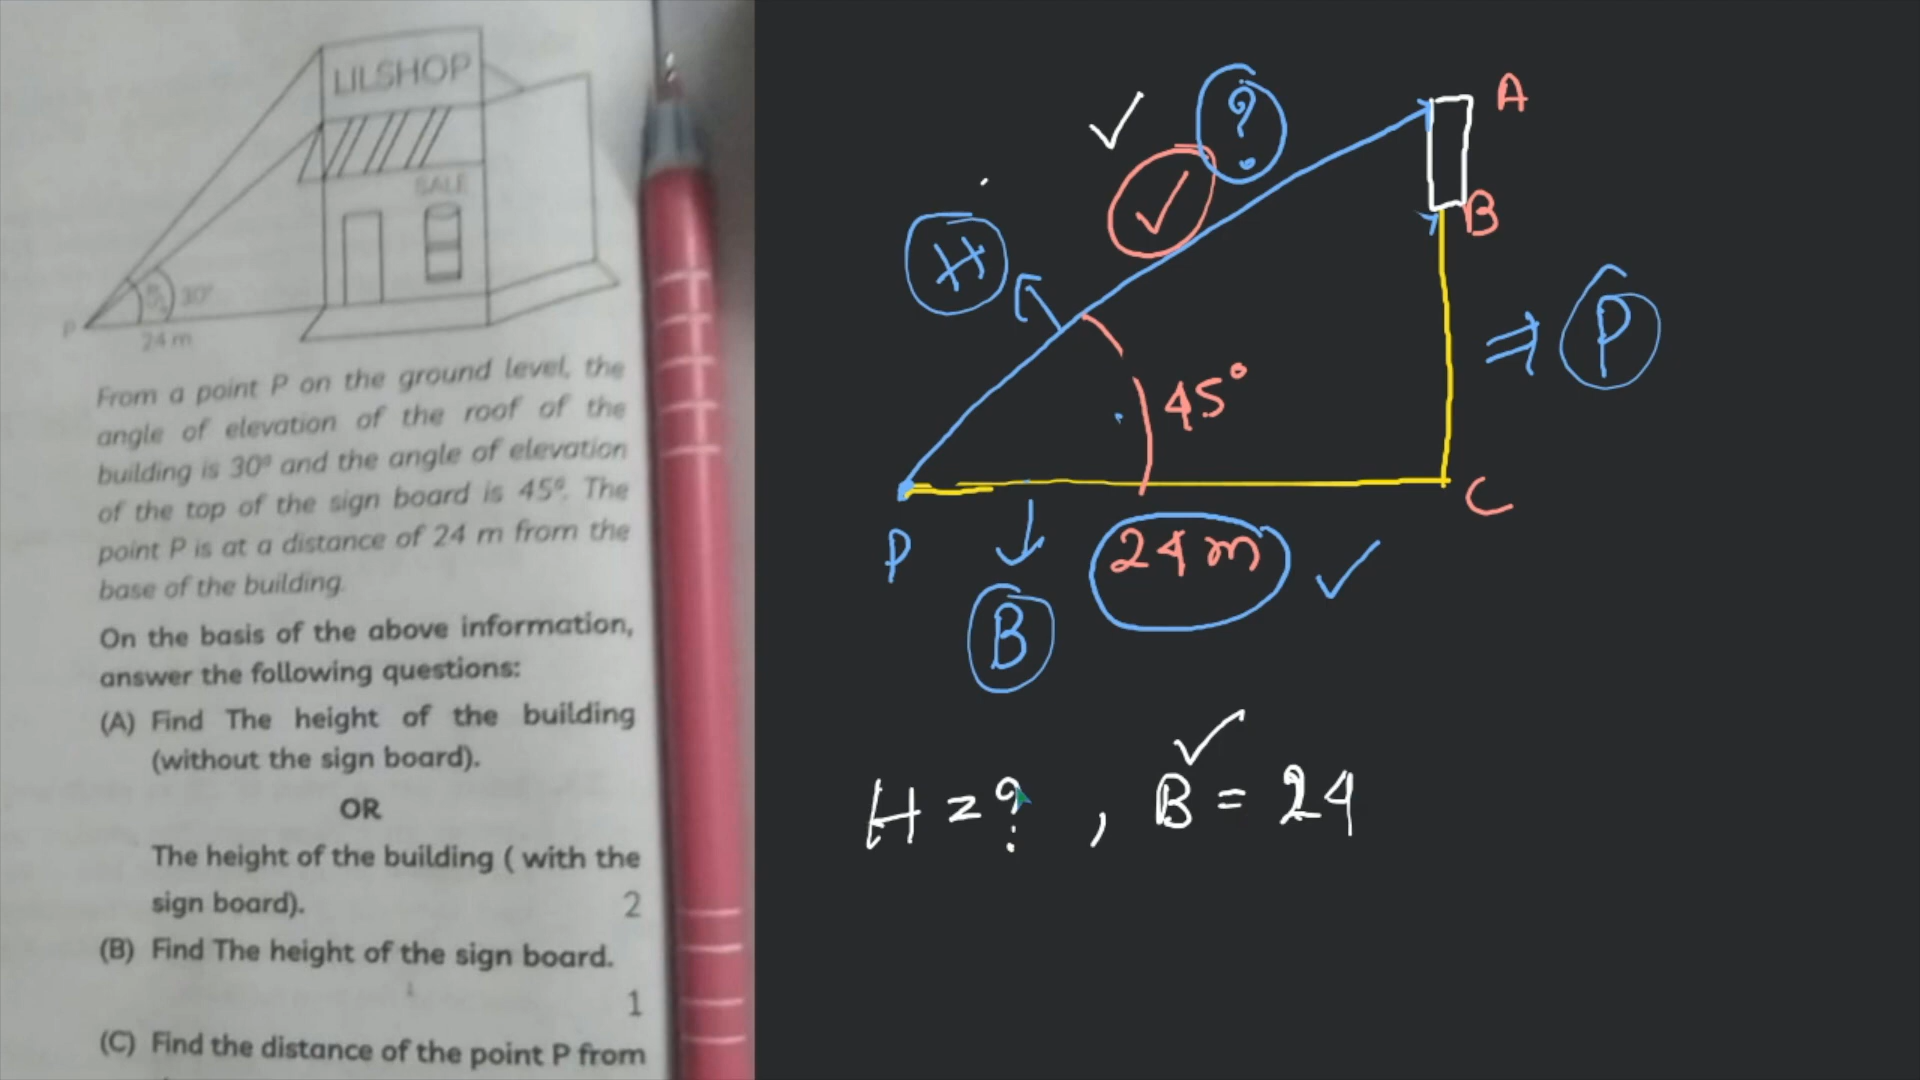 LILSHOP
SALE
30°
P
24 m
From a point P on the ground level, the
angle of elevation of the roof of the
building is 30° and the angle of elevation
of the top of the sign board is 45°. The
point P is at a distance of 24 m from the
base of the building.
On the basis of the above information,
answer the following questions:
(A) Find The height of the building
(without the sign board).
OR
The height of the building ( with the
sign board).
2
(B) Find The height of the sign board.
1
(C) Find the distance of the point P from
?
A
B
H
P
45°
C
P
24 m
B
H = ? , B = 24